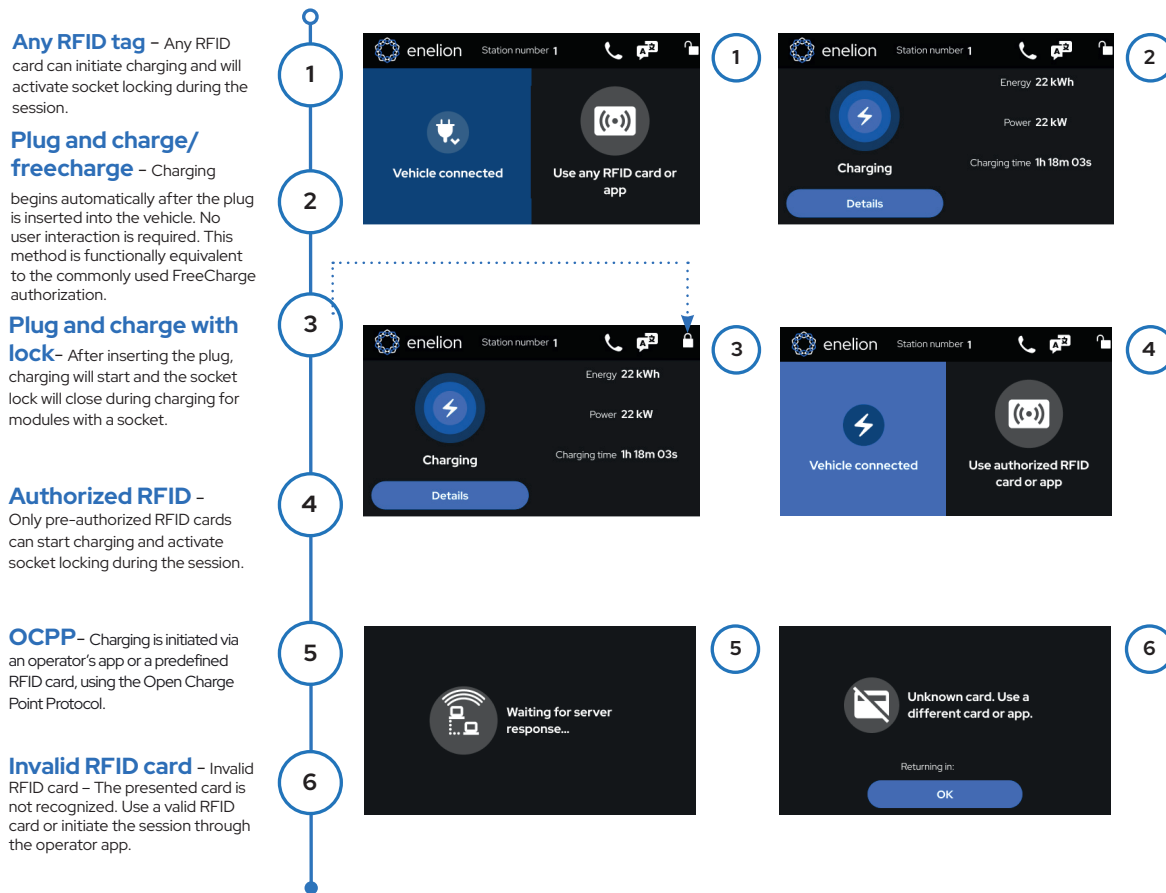 Any RFID tag – Any RFID
card can initiate charging and will
activate socket locking during the
session.
Plug and charge/
freecharge – Charging
begins automatically after the plug
is inserted into the vehicle. No
user interaction is required. This
method is functionally equivalent
to the commonly used FreeCharge
authorization.
Plug and charge with
lock– After inserting the plug,
charging will start and the socket
lock will close during charging for
modules with a socket.
Authorized RFID –
Only pre-authorized RFID cards
can start charging and activate
socket locking during the session.
OCPP– Charging is initiated via
an operator's app or a predefined
RFID card, using the Open Charge
Point Protocol.
Invalid RFID card – Invalid
RFID card – The presented card is
not recognized. Use a valid RFID
card or initiate the session through
the operator app.
1
2
3
4
5
6
enelion Station number 1
Vehicle connected
Use any RFID card or
app
1
enelion Station number 1
Charging
Details
Energy 22 kWh
Power 22 kW
Charging time 1h 18m 03s
2
enelion Station number 1
Charging
Details
Energy 22 kWh
Power 22 kW
Charging time 1h 18m 03s
3
enelion Station number 1
Vehicle connected
Use authorized RFID
card or app
4
Waiting for server
response...
5
Unknown card. Use a
different card or app.
Returning in:
OK
6